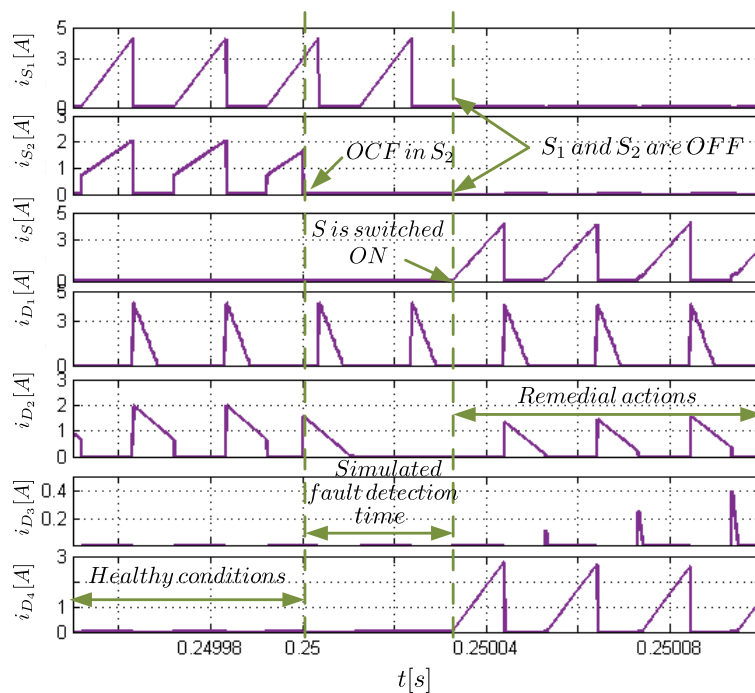 i_{S_1}[A]
5
3
0
i_{S_2}[A]
3
2
1
0
OCF in S_2
S_1 and S_2 are OFF
i_S[A]
5
3
0
S is switched
ON
i_{D_1}[A]
5
3
0
i_{D_2}[A]
3
2
1
0
Remedial actions
i_{D_3}[A]
0.4
0.2
Simulated
fault detection
time
i_{D_4}[A]
3
1
0
Healthy conditions
0.24998
0.25
0.25004
0.25008
t[s]